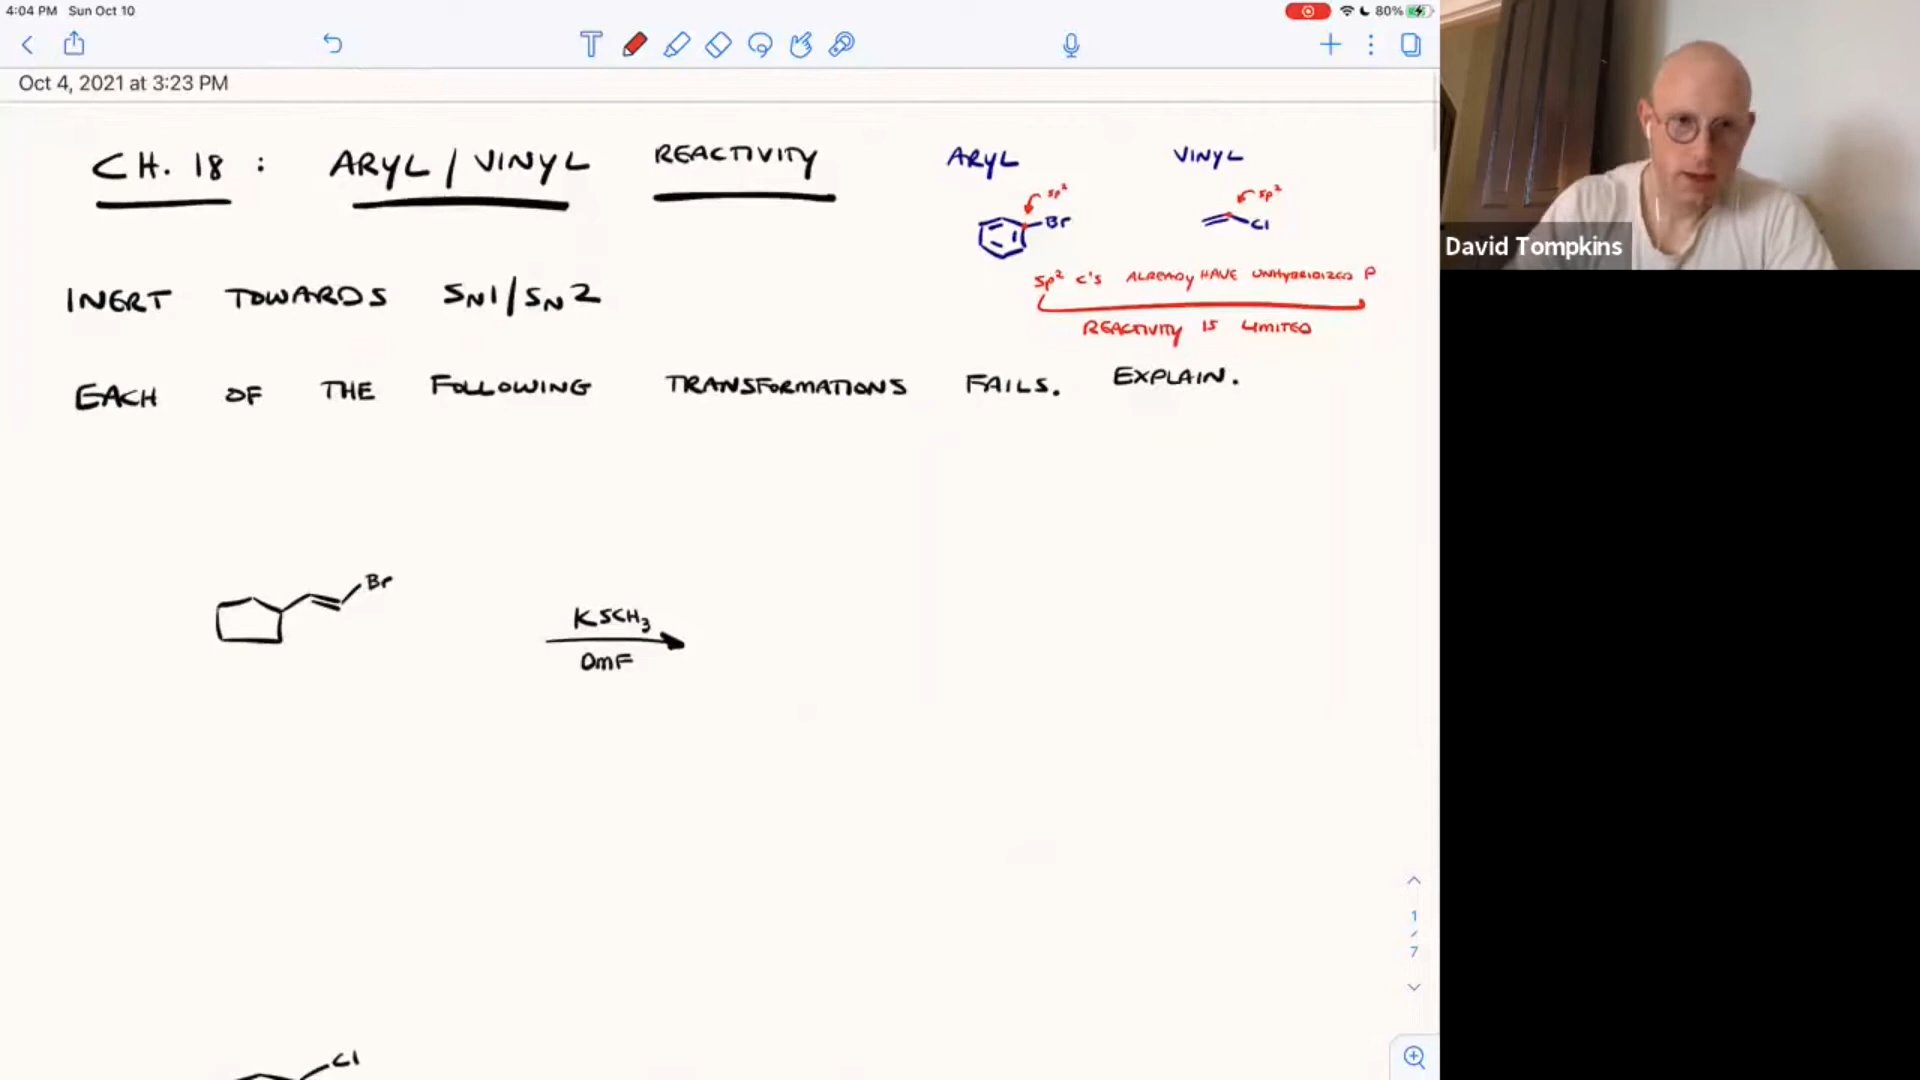 4:04 PM Sun Oct 10
80%
Oct 4, 2021 at 3:23 PM
CH. 18 : ARYL / VINYL REACTIVITY
ARYL VINYL
sp² sp²
Br Cl
sp² C's ALREADY HAVE UNHYBRIDIZED P
REACTIVITY IS LIMITED
INERT TOWARDS SN1/SN2
EACH OF THE FOLLOWING TRANSFORMATIONS FAILS. EXPLAIN.
Br
KSCH₃
DMF
Cl
1
/
7
David Tompkins